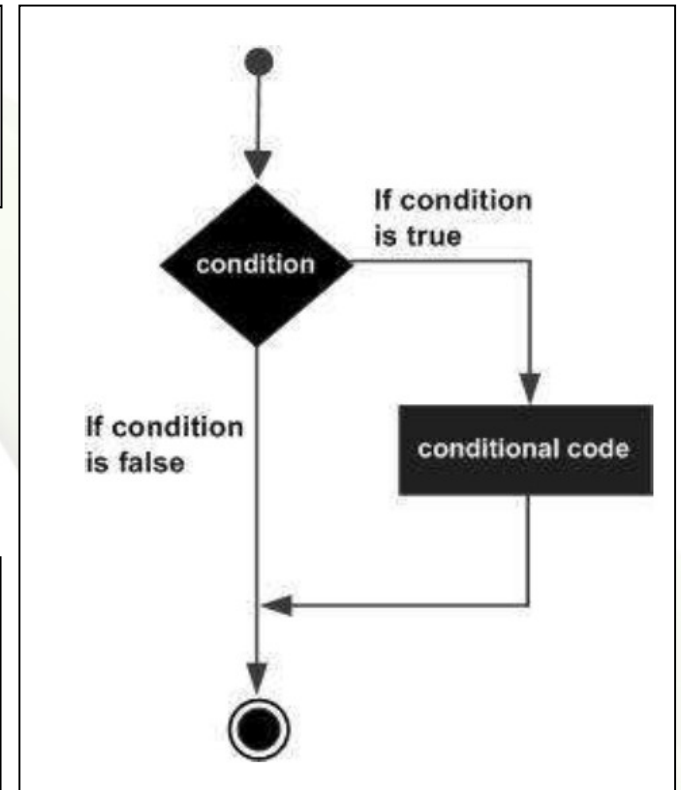 If condition
is true
condition
If condition
is false
conditional code